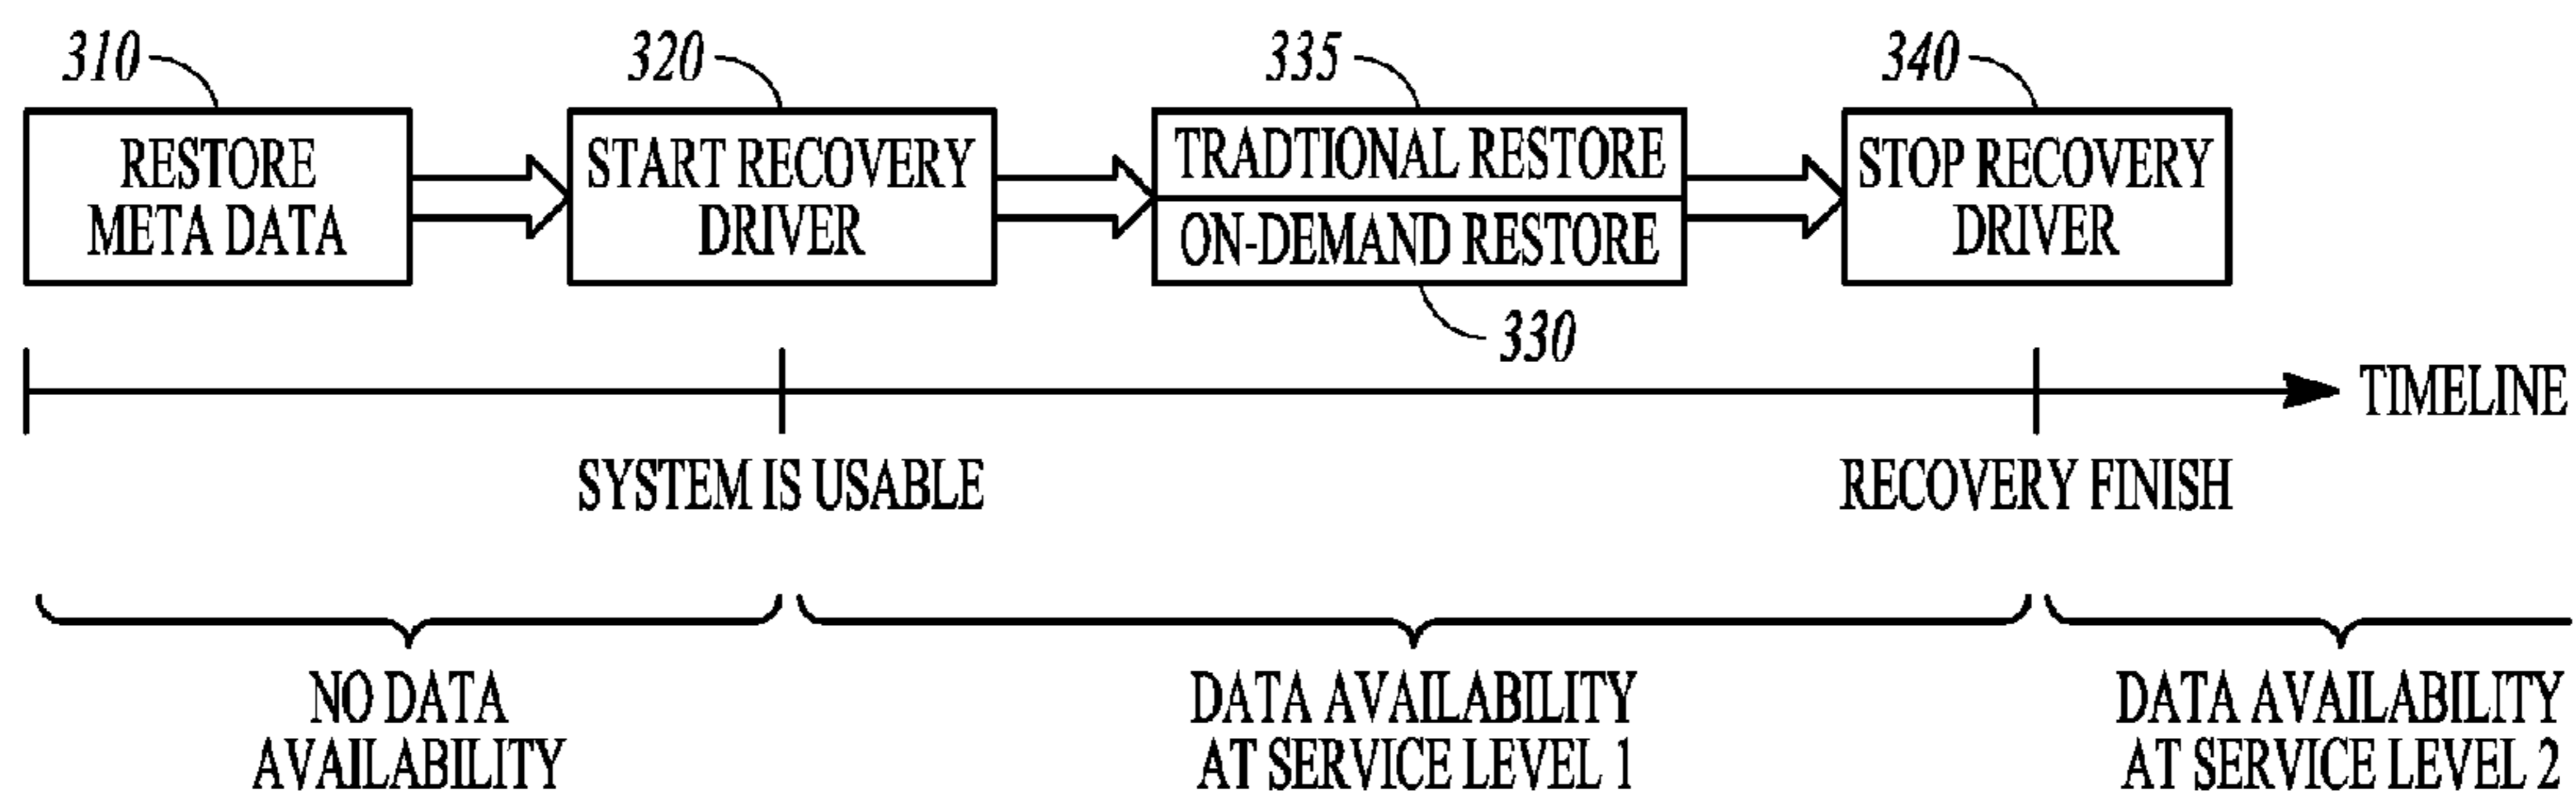 310
320
335
340
RESTORE
META DATA
START RECOVERY
DRIVER
TRADTIONAL RESTORE
ON-DEMAND RESTORE
STOP RECOVERY
DRIVER
330
TIMELINE
SYSTEM IS USABLE
RECOVERY FINISH
NO DATA
AVAILABILITY
DATA AVAILABILITY
AT SERVICE LEVEL 1
DATA AVAILABILITY
AT SERVICE LEVEL 2